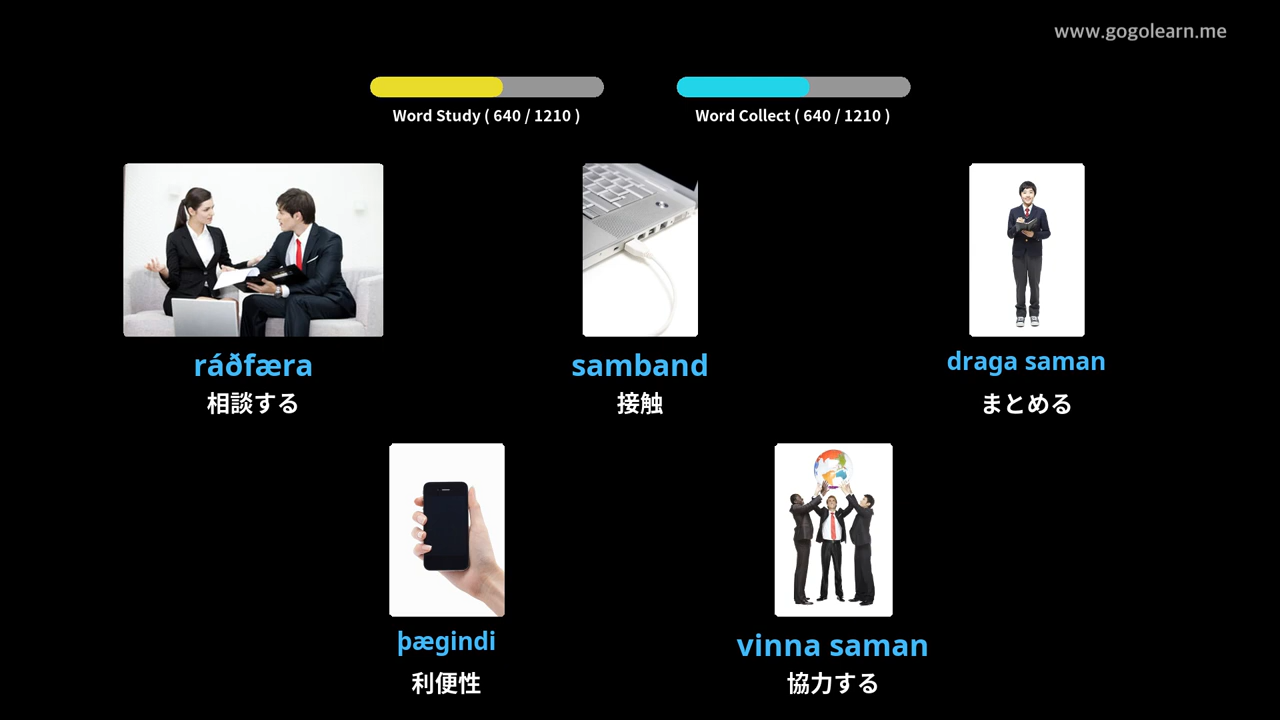 www.gogolearn.me
Word Study ( 640 / 1210 )
Word Collect ( 640 / 1210 )
ráðfæra
相談する
samband
接触
draga saman
まとめる
þægindi
利便性
vinna saman
協力する